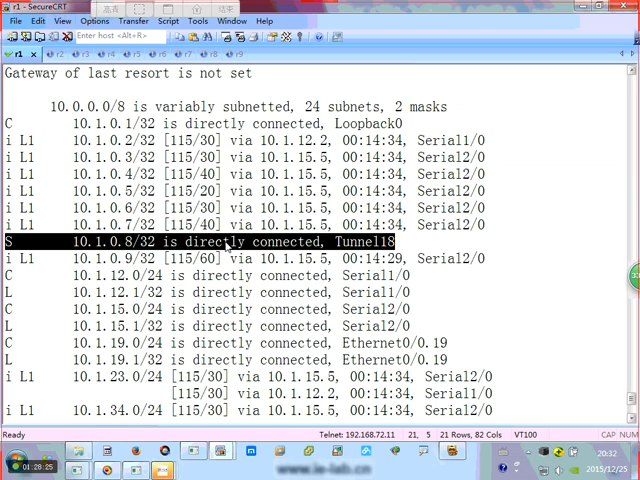 r1 - SecureCRT
File Edit View Options Transfer Script Tools Window Help
Enter host <Alt+R>
r1 r2 r3 r4 r5 r6 r7 r8 r9
Gateway of last resort is not set
10.0.0.0/8 is variably subnetted, 24 subnets, 2 masks
C 10.1.0.1/32 is directly connected, Loopback0
i L1 10.1.0.2/32 [115/30] via 10.1.12.2, 00:14:34, Serial1/0
i L1 10.1.0.3/32 [115/30] via 10.1.15.5, 00:14:34, Serial2/0
i L1 10.1.0.4/32 [115/40] via 10.1.15.5, 00:14:34, Serial2/0
i L1 10.1.0.5/32 [115/20] via 10.1.15.5, 00:14:34, Serial2/0
i L1 10.1.0.6/32 [115/30] via 10.1.15.5, 00:14:34, Serial2/0
i L1 10.1.0.7/32 [115/40] via 10.1.15.5, 00:14:34, Serial2/0
S 10.1.0.8/32 is directly connected, Tunnel18
i L1 10.1.0.9/32 [115/60] via 10.1.15.5, 00:14:29, Serial2/0
C 10.1.12.0/24 is directly connected, Serial1/0
L 10.1.12.1/32 is directly connected, Serial1/0
C 10.1.15.0/24 is directly connected, Serial2/0
L 10.1.15.1/32 is directly connected, Serial2/0
C 10.1.19.0/24 is directly connected, Ethernet0/0.19
L 10.1.19.1/32 is directly connected, Ethernet0/0.19
i L1 10.1.23.0/24 [115/30] via 10.1.15.5, 00:14:34, Serial2/0
[115/30] via 10.1.12.2, 00:14:34, Serial1/0
i L1 10.1.34.0/24 [115/40] via 10.1.15.5, 00:14:34, Serial2/0
Ready Telnet: 192.168.72.11 21, 5 21 Rows, 82 Cols VT100 CAP NUM
01:28:25
20:32
2015/12/25
www.ie-lab.cn